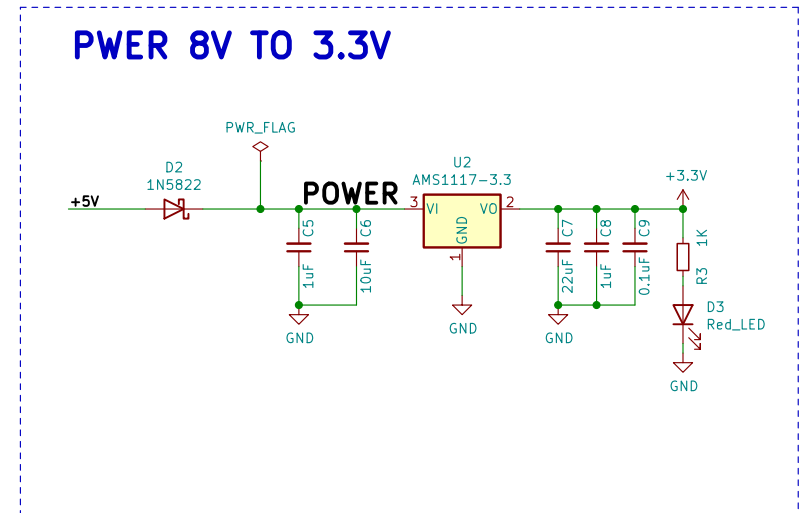 PWER 8V TO 3.3V
PWR_FLAG
D2
1N5822
+5V
POWER
U2
AMS1117-3.3
3
VI
GND
VO
2
1
+3.3V
C5
1uF
C6
10uF
C7
22uF
C8
1uF
C9
0.1uF
1K
R3
D3
Red_LED
GND
GND
GND
GND